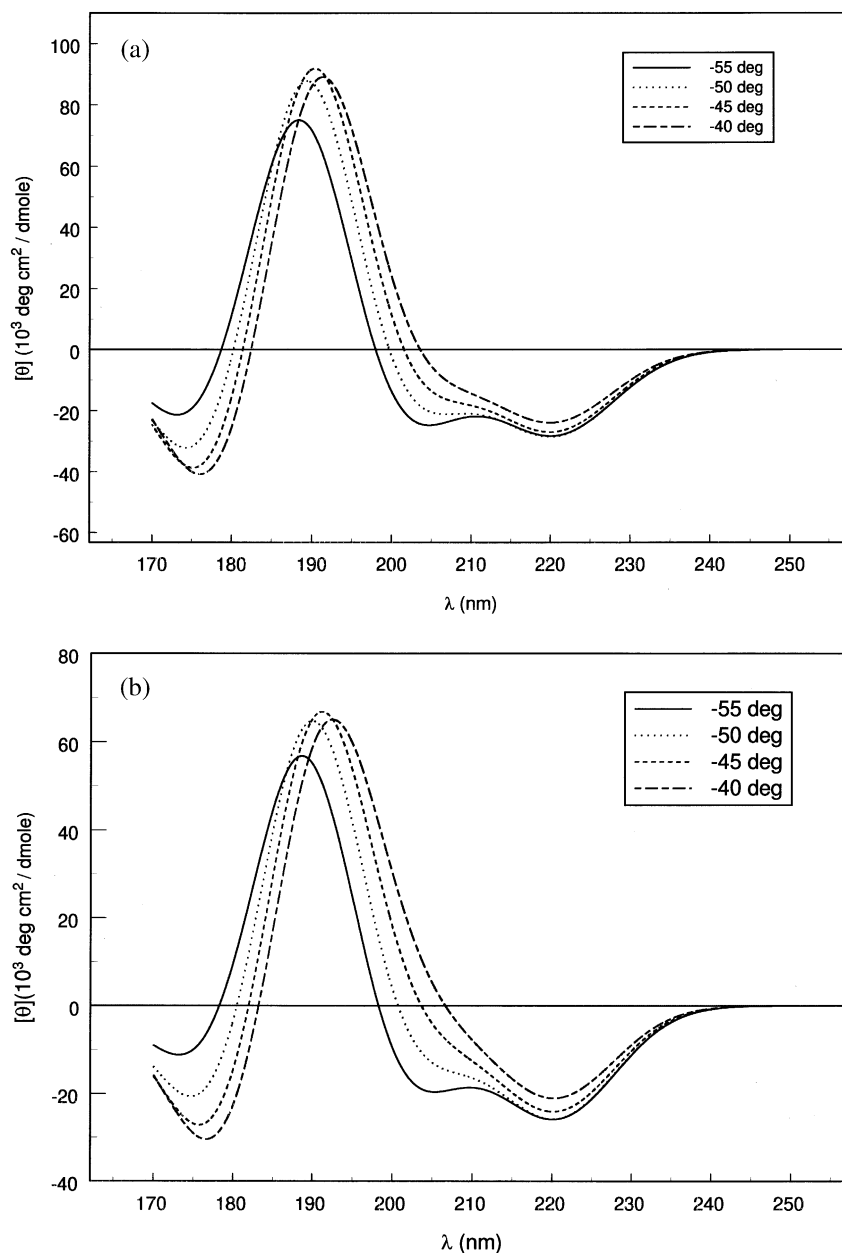 (a)
-55 deg
-50 deg
-45 deg
-40 deg
[θ] (10³ deg cm² / dmole)
100
80
60
40
20
0
-20
-40
-60
170 180 190 200 210 220 230 240 250
λ (nm)
(b)
-55 deg
-50 deg
-45 deg
-40 deg
[θ](10³ deg cm² / dmole)
80
60
40
20
0
-20
-40
170 180 190 200 210 220 230 240 250
λ (nm)